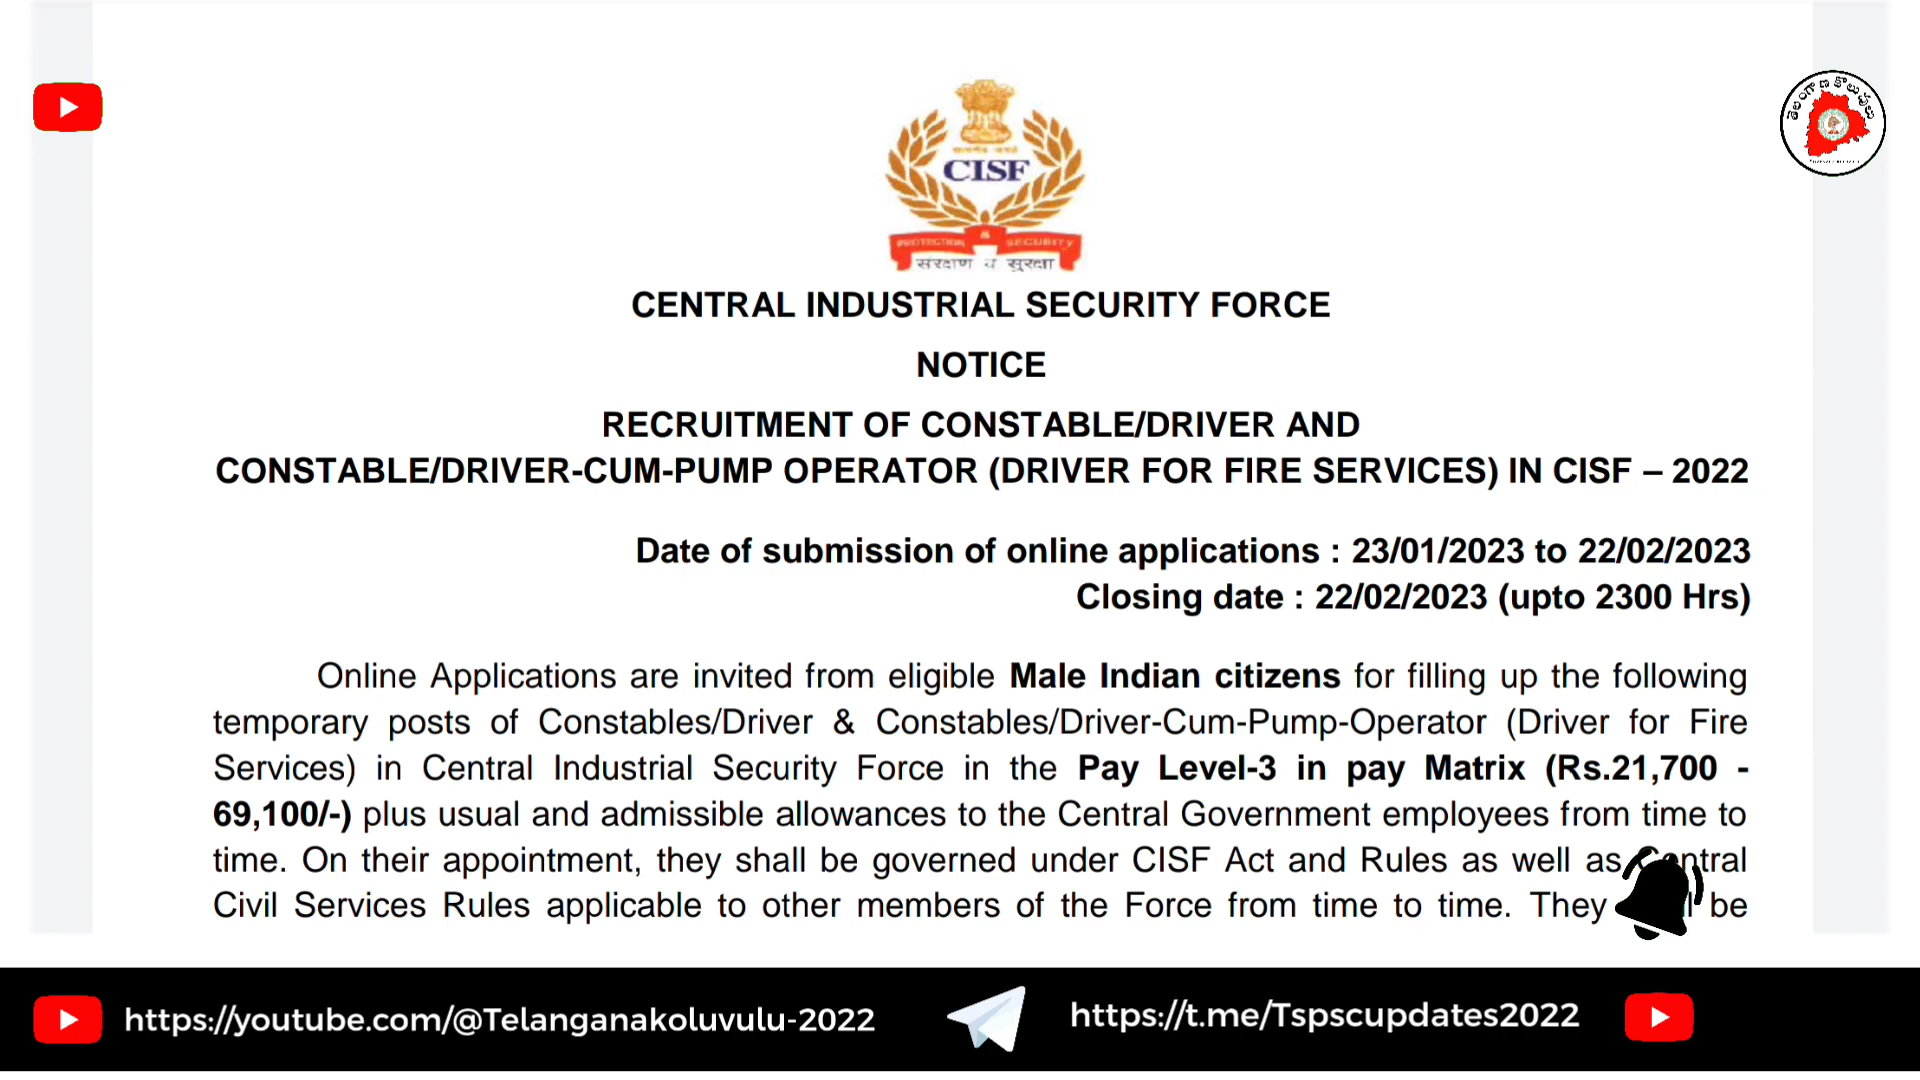 తెలంగాణ కొలువులు
सत्यमेव जयते
CISF
PROTECTION & SECURITY
संरक्षण व सुरक्षा
CENTRAL INDUSTRIAL SECURITY FORCE
NOTICE
RECRUITMENT OF CONSTABLE/DRIVER AND
CONSTABLE/DRIVER-CUM-PUMP OPERATOR (DRIVER FOR FIRE SERVICES) IN CISF – 2022
Date of submission of online applications : 23/01/2023 to 22/02/2023
Closing date : 22/02/2023 (upto 2300 Hrs)
Online Applications are invited from eligible Male Indian citizens for filling up the following
temporary posts of Constables/Driver & Constables/Driver-Cum-Pump-Operator (Driver for Fire
Services) in Central Industrial Security Force in the Pay Level-3 in pay Matrix (Rs.21,700 -
69,100/-) plus usual and admissible allowances to the Central Government employees from time to
time. On their appointment, they shall be governed under CISF Act and Rules as well as Central
Civil Services Rules applicable to other members of the Force from time to time. They be
https://youtube.com/@Telanganakoluvulu-2022
https://t.me/Tspscupdates2022